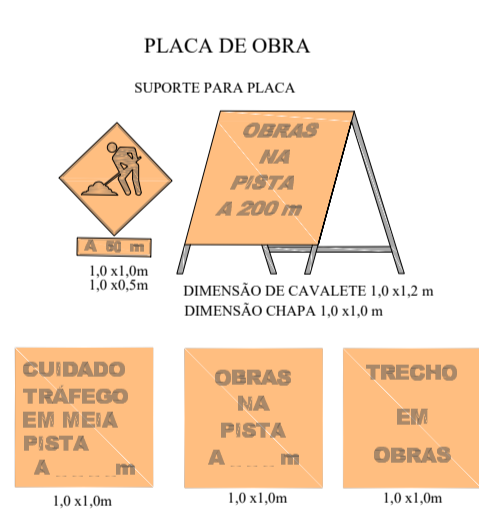 PLACA DE OBRA
SUPORTE PARA PLACA
OBRAS
NA
PISTA
A 200 m
A 50 m
1,0 x1,0m
1,0 x0,5m
DIMENSÃO DE CAVALETE 1,0 x1,2 m
DIMENSÃO CHAPA 1,0 x1,0 m
CUIDADO
TRÁFEGO
EM MEIA
PISTA
A ........ m
1,0 x1,0m
OBRAS
NA
PISTA
A ...... m
1,0 x1,0m
TRECHO
EM
OBRAS
1,0 x1,0m